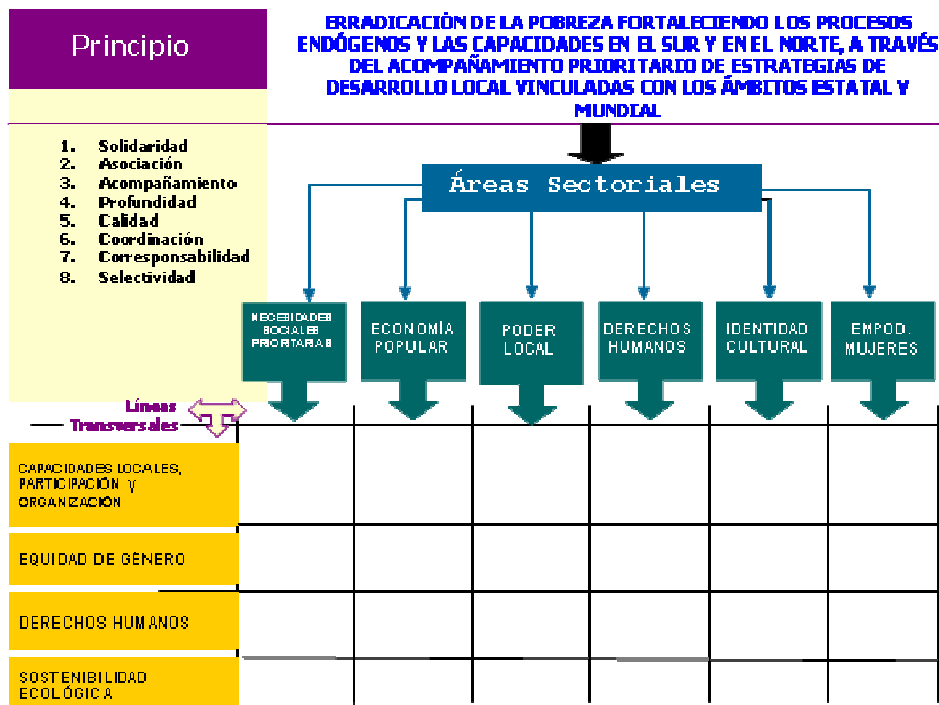 Principio
ERRADICACIÓN DE LA POBREZA FORTALECIENDO LOS PROCESOS
ENDÓGENOS Y LAS CAPACIDADES EN EL SUR Y EN EL NORTE, A TRAVÉS
DEL ACOMPAÑAMIENTO PRIORITARIO DE ESTRATEGIAS DE
DESARROLLO LOCAL VINCULADAS CON LOS ÁMBITOS ESTATAL Y
MUNDIAL
1. Solidaridad
2. Asociación
3. Acompañamiento
4. Profundidad
5. Calidad
6. Coordinación
7. Corresponsabilidad
8. Selectividad
Áreas Sectoriales
NECESIDADES
SOCIALES
PRIORITARIAS
ECONOMÍA
POPULAR
PODER
LOCAL
DERECHOS
HUMANOS
IDENTIDAD
CULTURAL
EMPOD.
MUJERES
Líneas
Transversales
CAPACIDADES LOCALES,
PARTICIPACIÓN Y
ORGANIZACIÓN
EQUIDAD DE GÉNERO
DERECHOS HUMANOS
SOSTENIBILIDAD
ECOLÓGICA